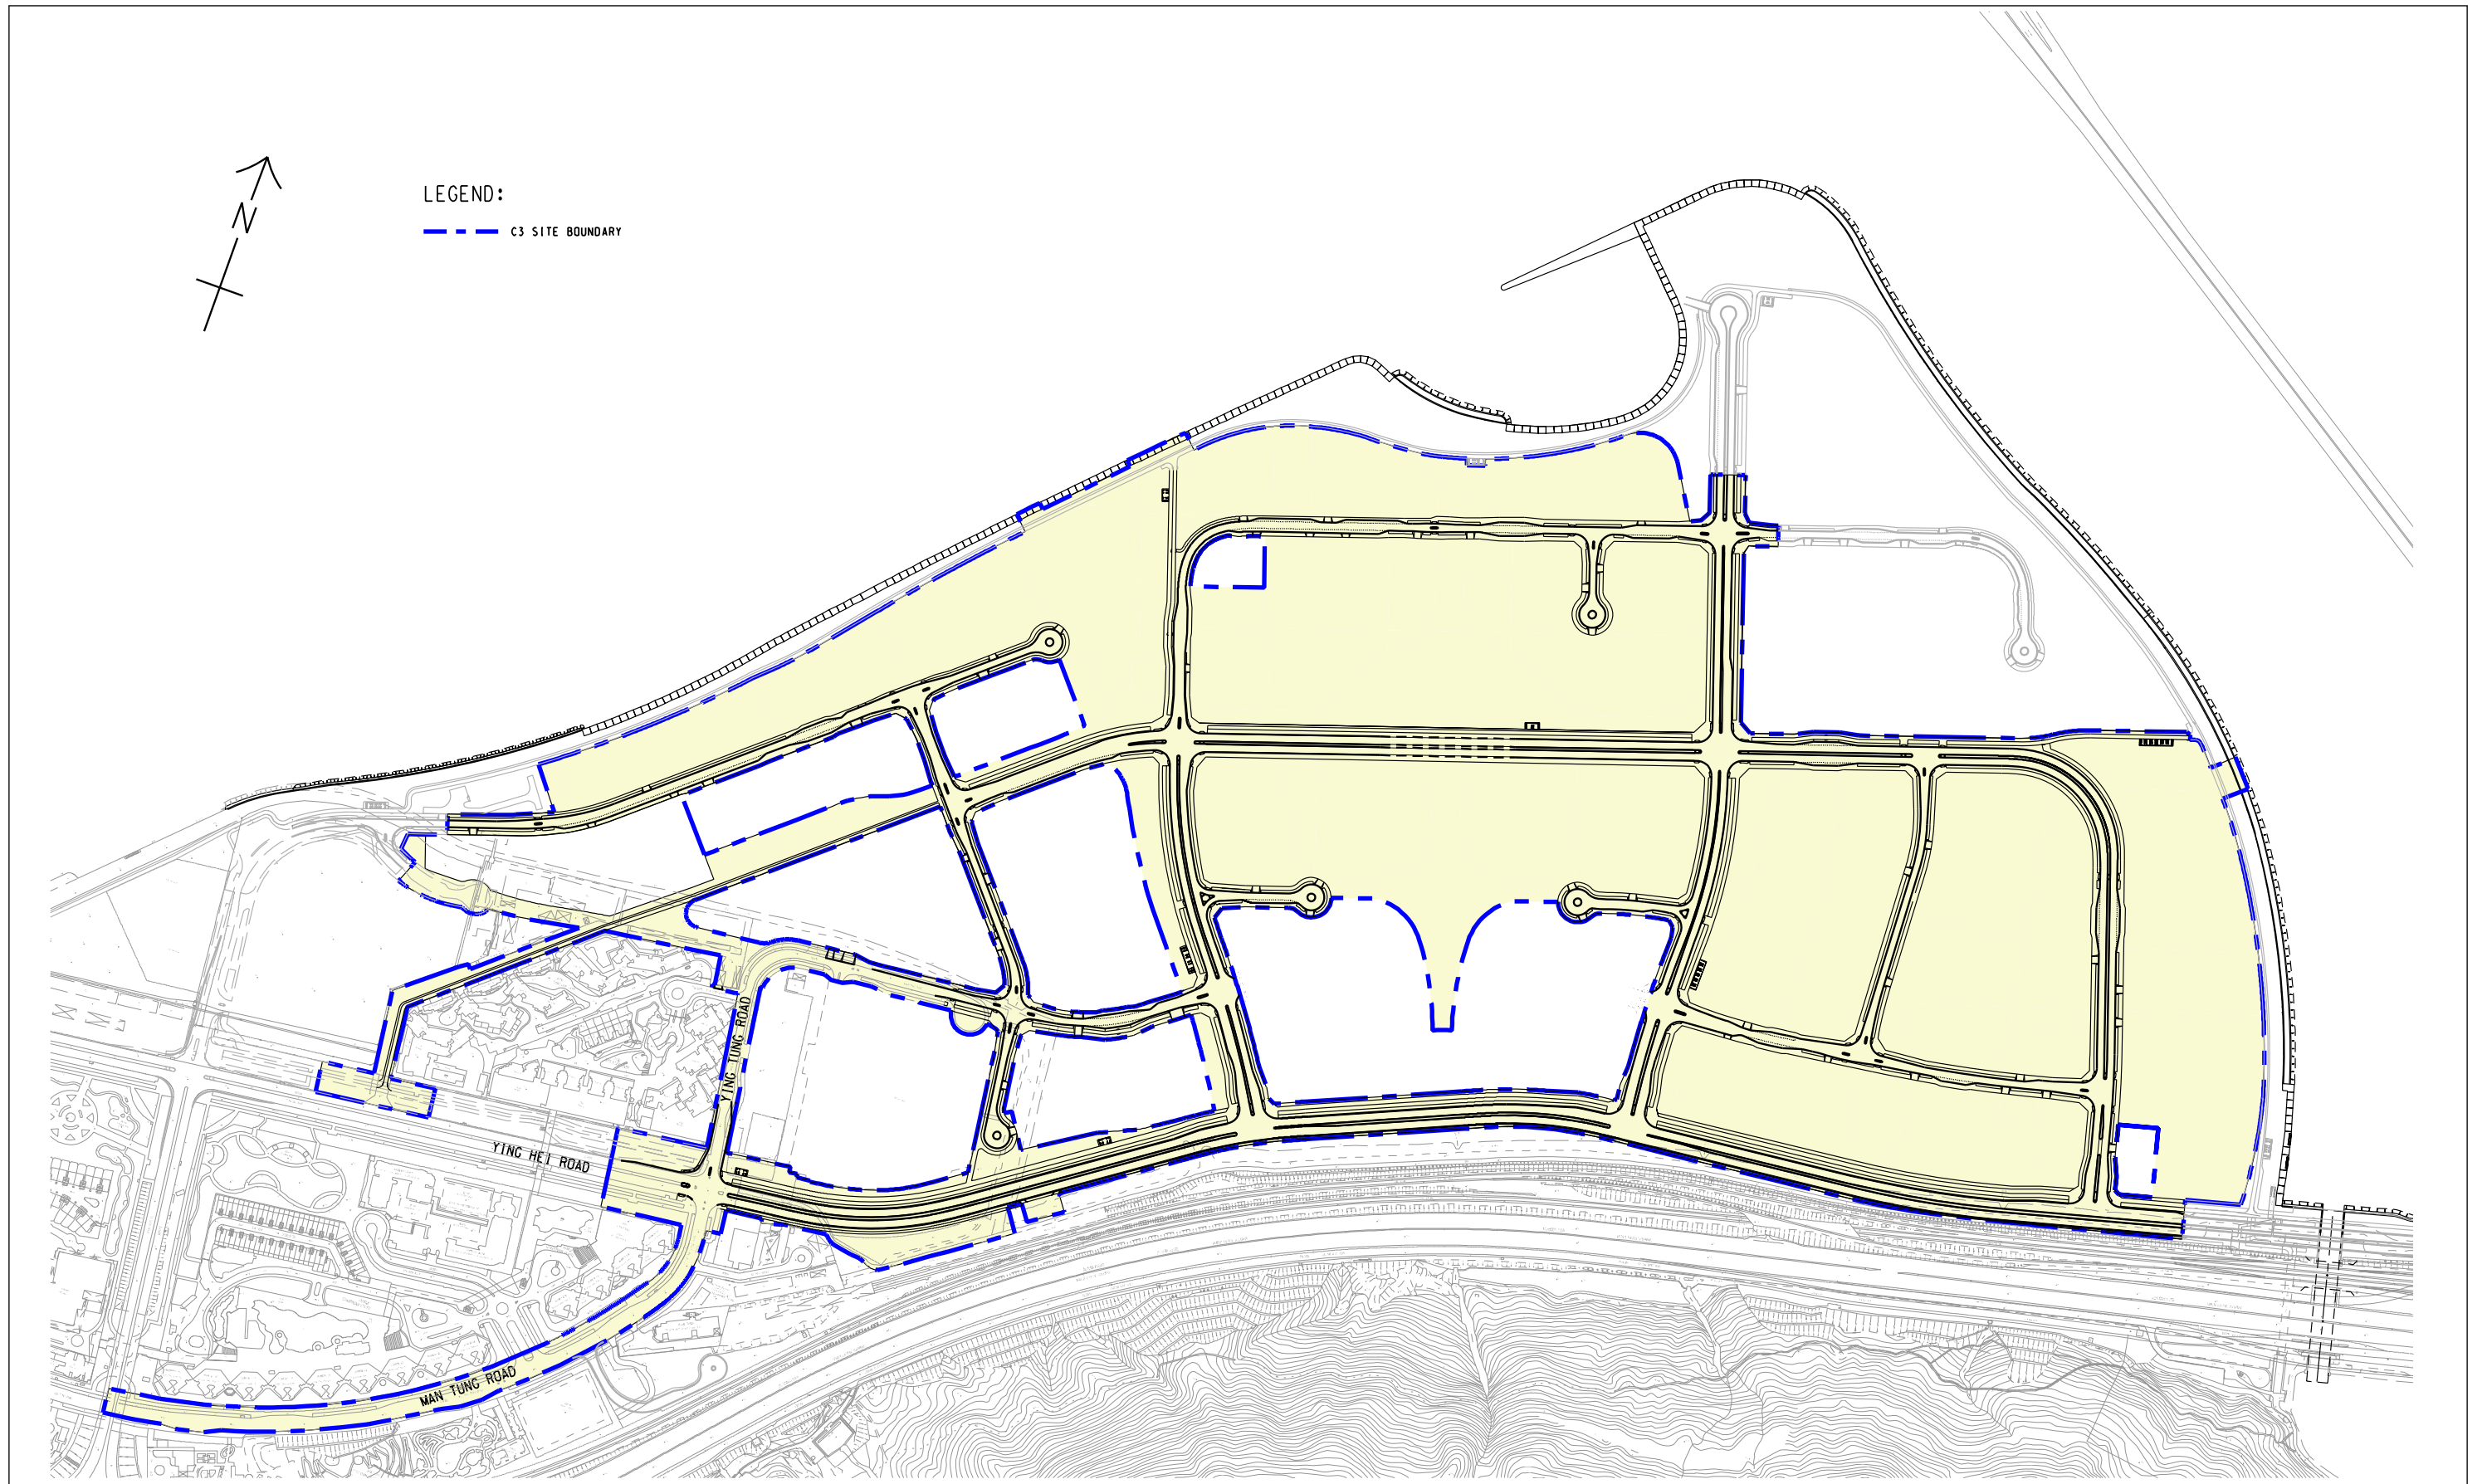 N
LEGEND:
C3 SITE BOUNDARY
YING TUNG ROAD
YING HEI ROAD
MAN TUNG ROAD